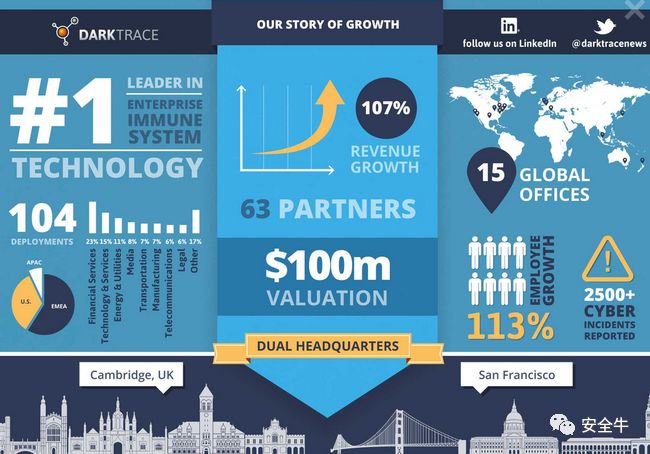 DARKTRACE
OUR STORY OF GROWTH
follow us on LinkedIn
@darktracenews
#1
LEADER IN
ENTERPRISE
IMMUNE
SYSTEM
TECHNOLOGY
104
DEPLOYMENTS
23% 15% 11% 8% 7% 7% 6% 6% 17%
Financial Services
Technology & Services
Energy & Utilities
Media
Transportation
Manufacturing
Telecommunications
Legal
Other
APAC
U.S.
EMEA
107%
REVENUE
GROWTH
63 PARTNERS
$100m
VALUATION
15 GLOBAL
OFFICES
EMPLOYEE
GROWTH
113%
!
2500+
CYBER
INCIDENTS
REPORTED
DUAL HEADQUARTERS
Cambridge, UK
San Francisco
安全牛